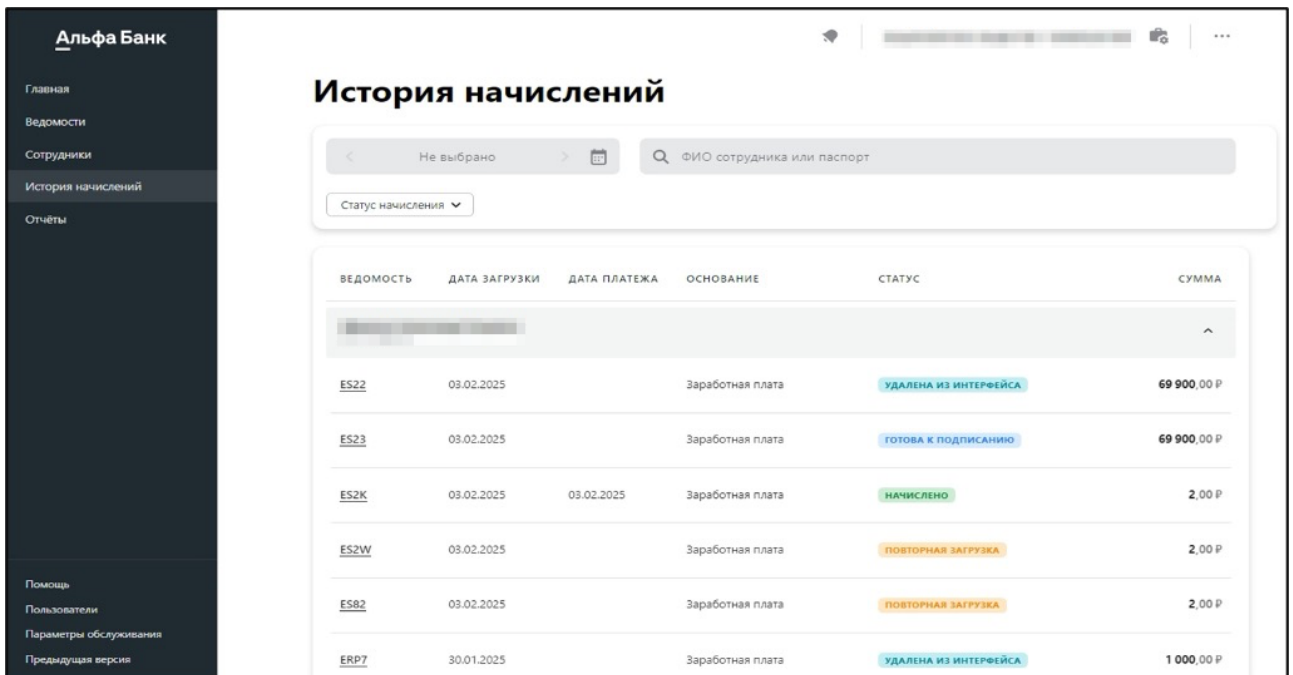 Альфа Банк
Главная
Ведомости
Сотрудники
История начислений
Отчёты
Помощь
Пользователи
Параметры обслуживания
Предыдущая версия
История начислений
Не выбрано
ФИО сотрудника или паспорт
Статус начисления
ВЕДОМОСТЬ ДАТА ЗАГРУЗКИ ДАТА ПЛАТЕЖА ОСНОВАНИЕ СТАТУС СУММА
ES22 03.02.2025 Заработная плата УДАЛЕНА ИЗ ИНТЕРФЕЙСА 69 900,00 ₽
ES23 03.02.2025 Заработная плата ГОТОВА К ПОДПИСАНИЮ 69 900,00 ₽
ES2K 03.02.2025 03.02.2025 Заработная плата НАЧИСЛЕНО 2,00 ₽
ES2W 03.02.2025 Заработная плата ПОВТОРНАЯ ЗАГРУЗКА 2,00 ₽
ES82 03.02.2025 Заработная плата ПОВТОРНАЯ ЗАГРУЗКА 2,00 ₽
ERP7 30.01.2025 Заработная плата УДАЛЕНА ИЗ ИНТЕРФЕЙСА 1 000,00 ₽